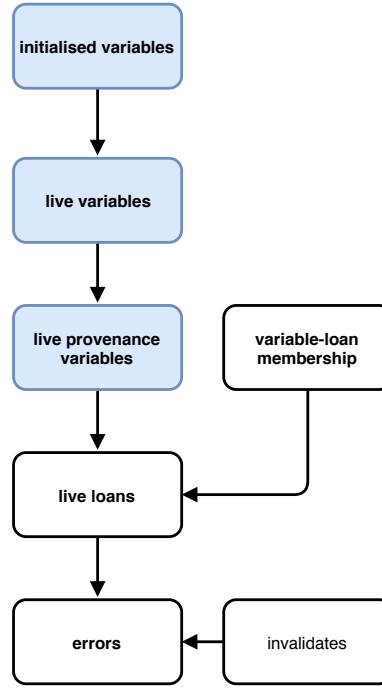 initialised variables
live variables
live provenance
variables
variable-loan
membership
live loans
errors
invalidates